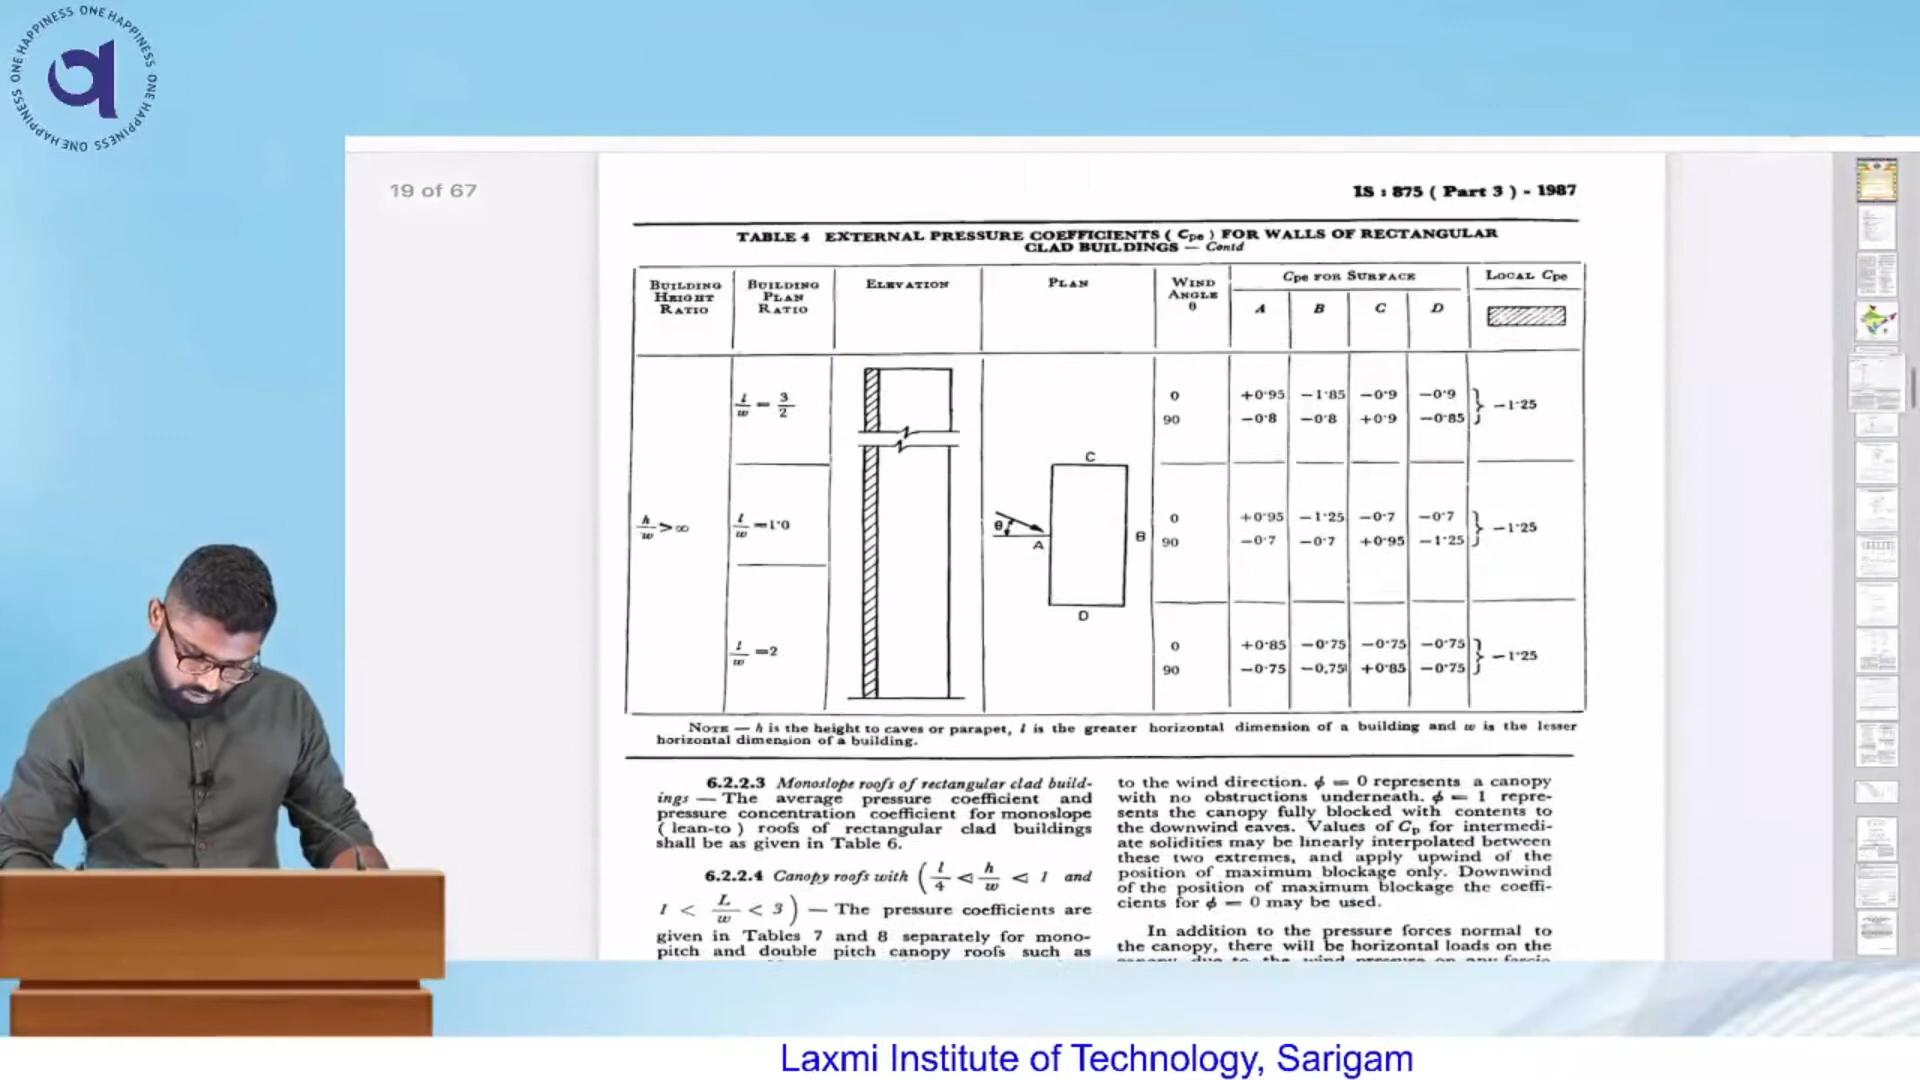 ONE HAPPINESS ONE HAPPINESS ONE HAPPINESS ONE HAPPINESS
19 of 67
IS : 875 ( Part 3 ) - 1987
TABLE 4 EXTERNAL PRESSURE COEFFICIENTS ( Cpe ) FOR WALLS OF RECTANGULAR
CLAD BUILDINGS — Contd
BUILDING HEIGHT RATIO
BUILDING PLAN RATIO
ELEVATION
PLAN
WIND ANGLE θ
Cpe FOR SURFACE
LOCAL Cpe
A B C D
h/w > ∞
l/w = 3/2
0 +0·95 −1·85 −0·9 −0·9
90 −0·8 −0·8 +0·9 −0·85
} −1·25
l/w =1·0
0 +0·95 −1·25 −0·7 −0·7
90 −0·7 −0·7 +0·95 −1·25
} −1·25
l/w =2
0 +0·85 −0·75 −0·75 −0·75
90 −0·75 −0,75 +0·85 −0·75
} −1·25
C
θ
A
B
D
NOTE — h is the height to eaves or parapet, l is the greater horizontal dimension of a building and w is the lesser
horizontal dimension of a building.
6.2.2.3 Monoslope roofs of rectangular clad build-
ings — The average pressure coefficient and
pressure concentration coefficient for monoslope
( lean-to ) roofs of rectangular clad buildings
shall be as given in Table 6.
6.2.2.4 Canopy roofs with ( 1/4 < h/w < 1 and
1 < L/w < 3 ) — The pressure coefficients are
given in Tables 7 and 8 separately for mono-
pitch and double pitch canopy roofs such as
to the wind direction. φ = 0 represents a canopy
with no obstructions underneath. φ = 1 repre-
sents the canopy fully blocked with contents to
the downwind eaves. Values of Cp for intermedi-
ate solidities may be linearly interpolated between
these two extremes, and apply upwind of the
position of maximum blockage only. Downwind
of the position of maximum blockage the coeffi-
cients for φ = 0 may be used.
In addition to the pressure forces normal to
the canopy, there will be horizontal loads on the
Laxmi Institute of Technology, Sarigam